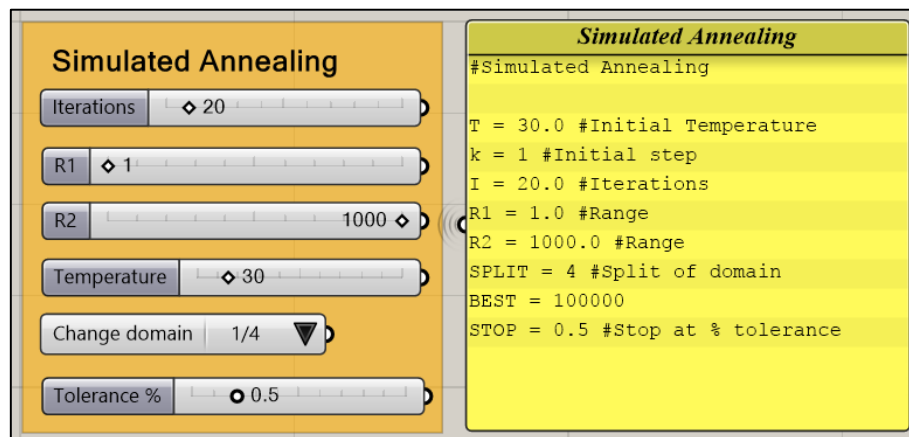 Simulated Annealing
Iterations 20
R1 1
R2 1000
Temperature 30
Change domain 1/4
Tolerance % 0.5
Simulated Annealing
#Simulated Annealing
T = 30.0 #Initial Temperature
k = 1 #Initial step
I = 20.0 #Iterations
R1 = 1.0 #Range
R2 = 1000.0 #Range
SPLIT = 4 #Split of domain
BEST = 100000
STOP = 0.5 #Stop at % tolerance